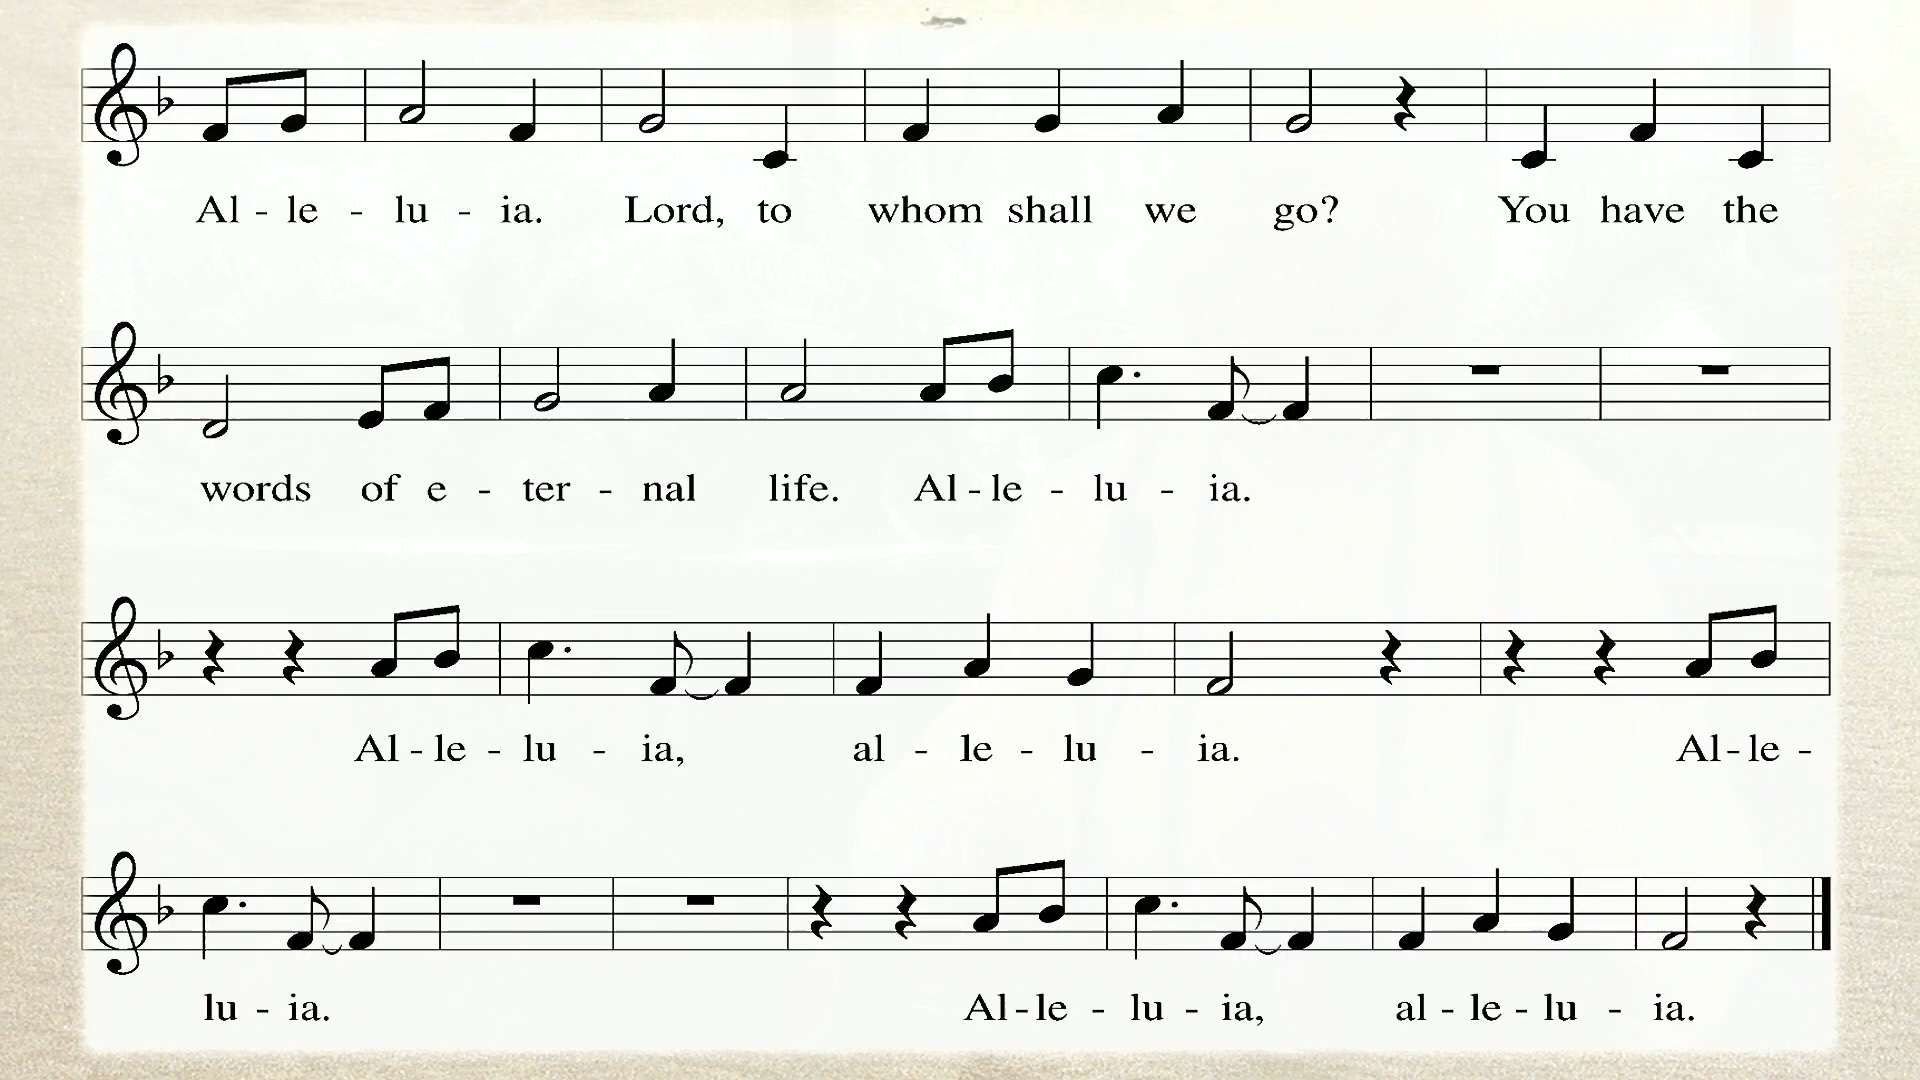 Al - le - lu - ia. Lord, to whom shall we go? You have the
words of e - ter - nal life. Al - le - lu - ia.
Al - le - lu - ia, al - le - lu - ia. Al - le -
lu - ia. Al - le - lu - ia, al - le - lu - ia.